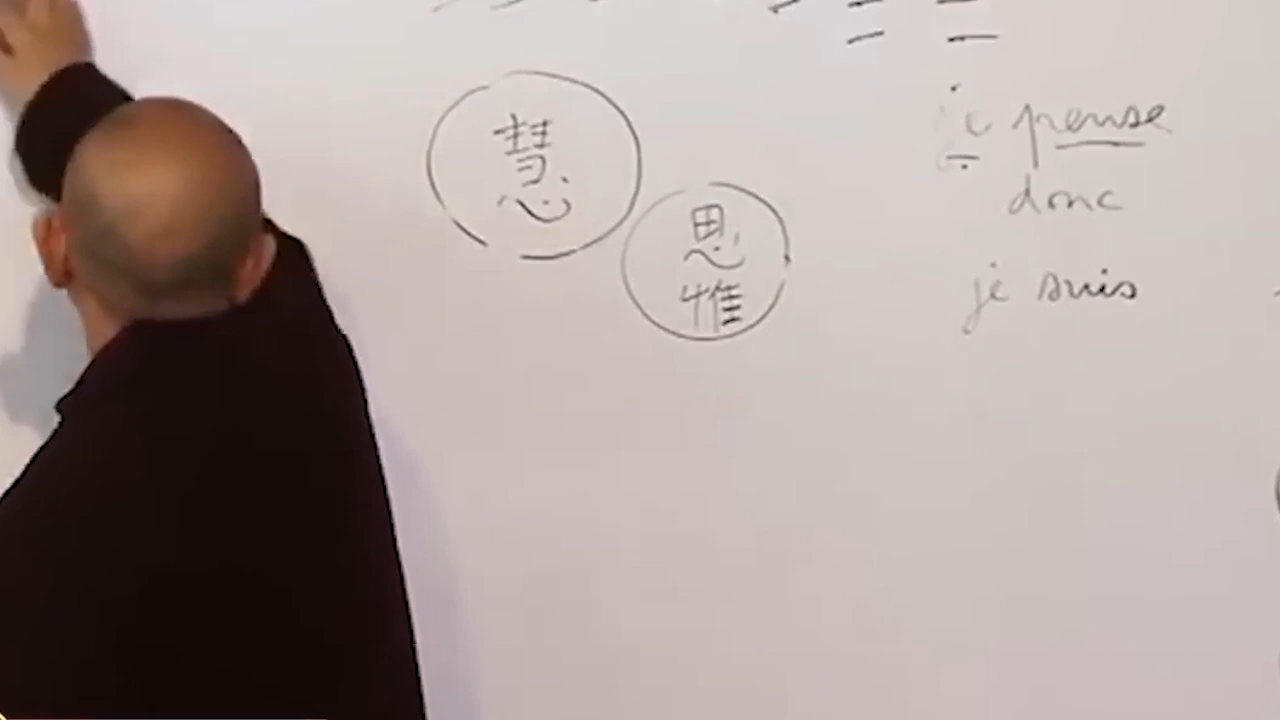 慧
思
惟
je pense
donc
je suis